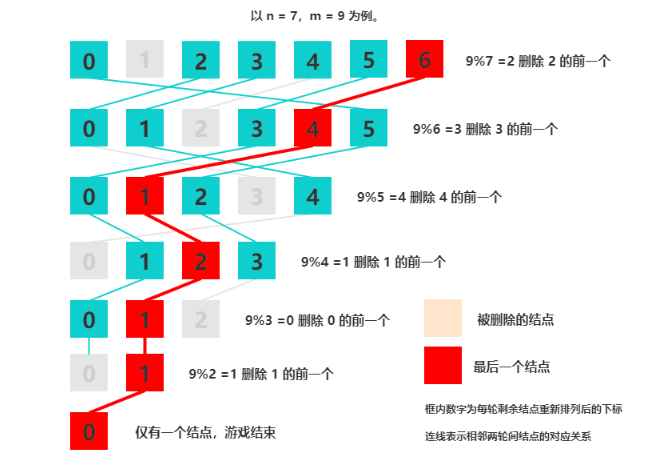 以 n = 7，m = 9 为例。
0 1 2 3 4 5 6 9%7 =2 删除 2 的前一个
0 1 2 3 4 5 9%6 =3 删除 3 的前一个
0 1 2 3 4 9%5 =4 删除 4 的前一个
0 1 2 3 9%4 =1 删除 1 的前一个
0 1 2 9%3 =0 删除 0 的前一个
0 1 9%2 =1 删除 1 的前一个
0 仅有一个结点，游戏结束
被删除的结点
最后一个结点
框内数字为每轮剩余结点重新排列后的下标
连线表示相邻两轮间结点的对应关系